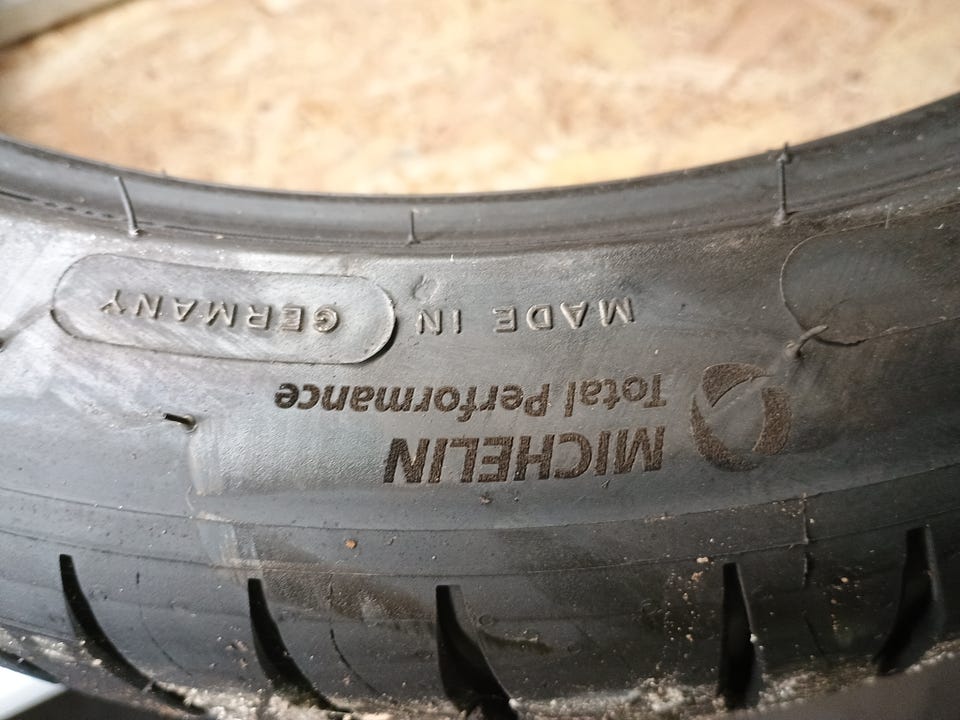 MICHELIN
Total Performance
MADE IN GERMANY